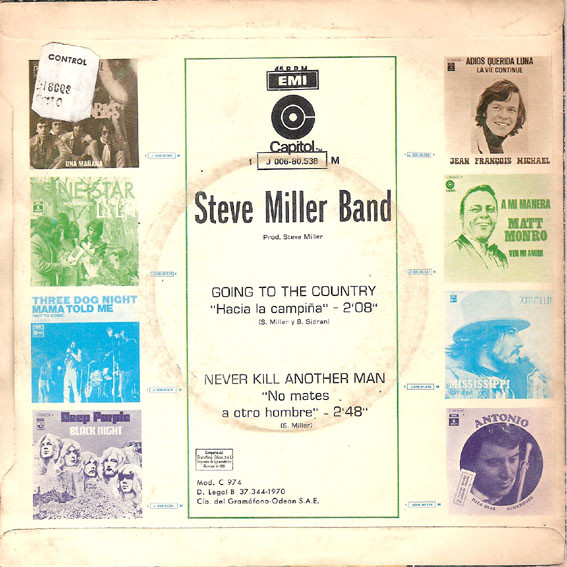 CONTROL
UNA MAÑANA
THREE DOG NIGHT
MAMA TOLD ME
Deep Purple
BLACK NIGHT
45 R.P.M.
EMI
Capitol
1 J 006-80.538 M
Steve Miller Band
Prod. Steve Miller
GOING TO THE COUNTRY
"Hacia la campiña" - 2'08"
(S. Miller y B. Sidran)
NEVER KILL ANOTHER MAN
"No mates
a otro hombre" - 2'48"
(S. Miller)
Mod. C 974
D. Legal B 37.344-1970
Cía. del Gramófono-Odeon S.A.E.
ADIOS QUERIDA LUNA
LA VIE CONTINUE
JEAN FRANÇOIS MICHAEL
A MI MANERA
MATT
MONRO
VEN MI AMOR
MISSISSIPPI
ANTONIO